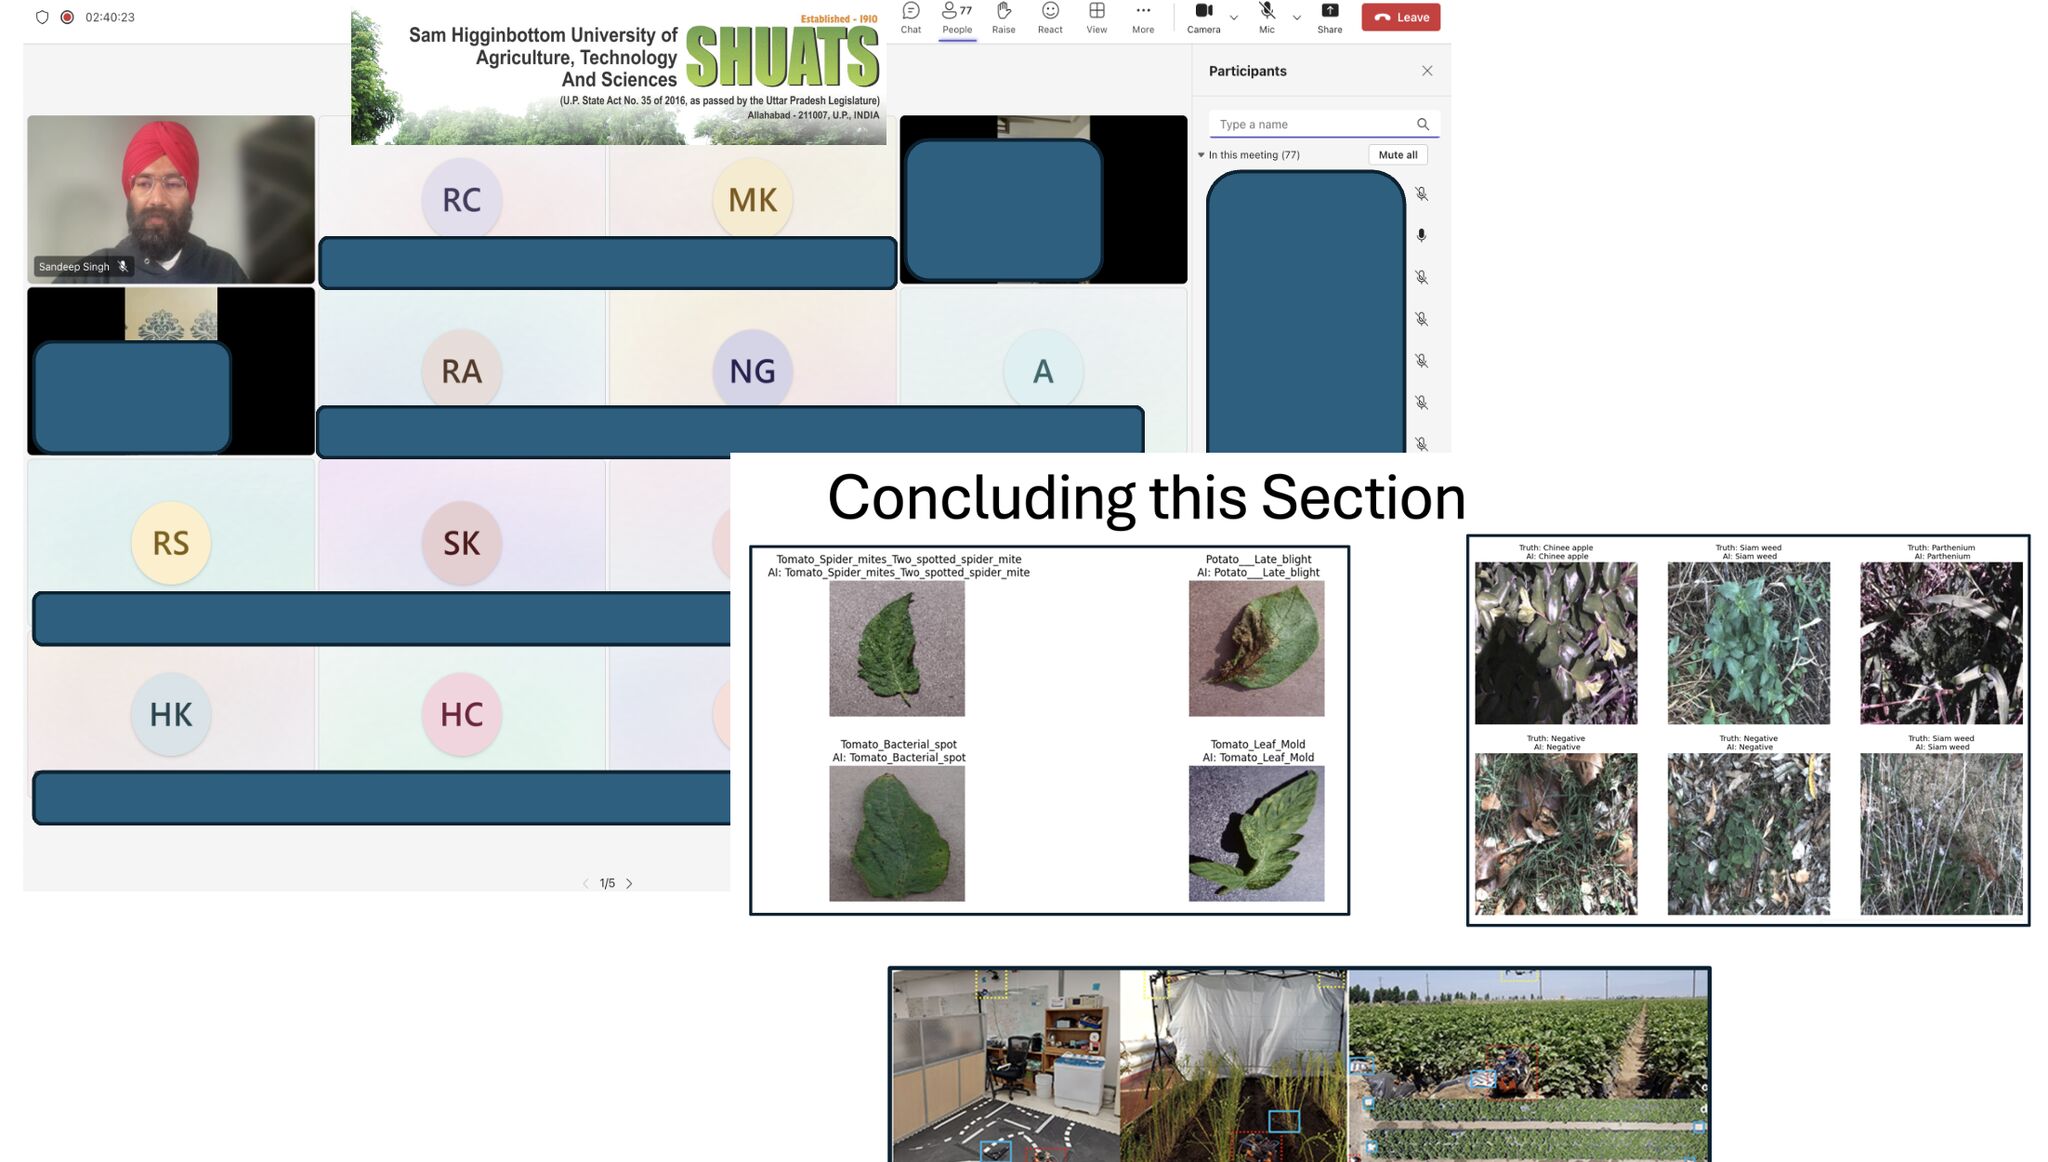 02:40:23
Established - 1910
Sam Higginbottom University of
Agriculture, Technology
And Sciences
SHUATS
(U.P. State Act No. 35 of 2016, as passed by the Uttar Pradesh Legislature)
Allahabad - 211007, U.P., INDIA
77
Chat
People
Raise
React
View
More
Camera
Mic
Share
Leave
Participants
Type a name
In this meeting (77)
Mute all
Sandeep Singh
RC
MK
RA
NG
A
RS
SK
HK
HC
1/5
Concluding this Section
Tomato_Spider_mites_Two_spotted_spider_mite
AI: Tomato_Spider_mites_Two_spotted_spider_mite
Potato___Late_blight
AI: Potato___Late_blight
Tomato_Bacterial_spot
AI: Tomato_Bacterial_spot
Tomato_Leaf_Mold
AI: Tomato_Leaf_Mold
Truth: Chinee apple
AI: Chinee apple
Truth: Siam weed
AI: Siam weed
Truth: Parthenium
AI: Parthenium
Truth: Negative
AI: Negative
Truth: Negative
AI: Negative
Truth: Siam weed
AI: Siam weed